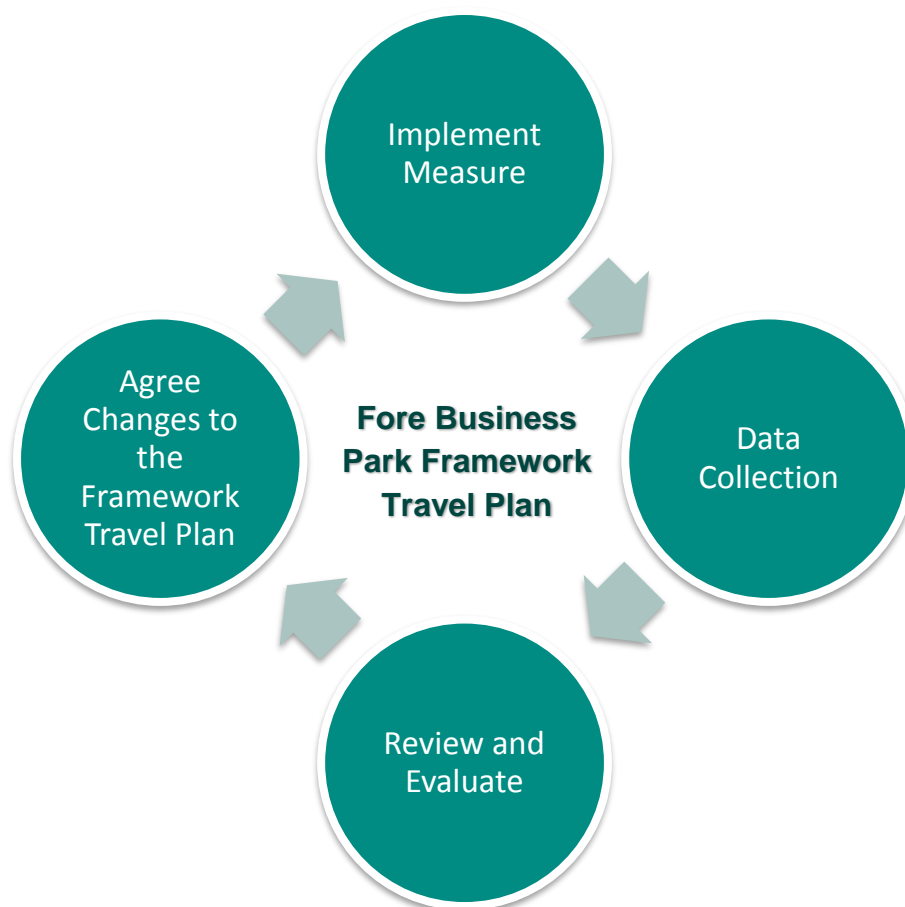 Implement
Measure
Agree
Changes to
the
Framework
Travel Plan
Fore Business
Park Framework
Travel Plan
Data
Collection
Review and
Evaluate